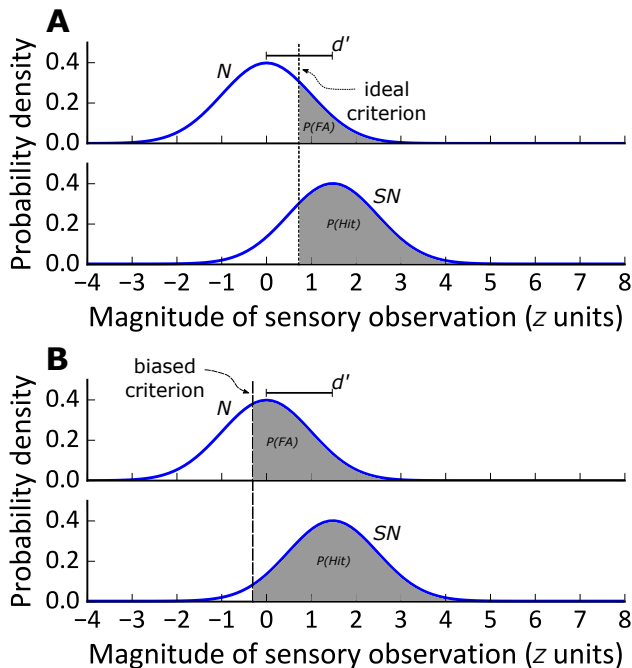 A
Probability density
0.4
0.2
0.0
N
d'
ideal
criterion
P(FA)
0.4
0.2
0.0
SN
P(Hit)
−4 −3 −2 −1 0 1 2 3 4 5 6 7 8
Magnitude of sensory observation (z units)
B
Probability density
biased
criterion
0.4
0.2
0.0
N
d'
P(FA)
0.4
0.2
0.0
SN
P(Hit)
−4 −3 −2 −1 0 1 2 3 4 5 6 7 8
Magnitude of sensory observation (z units)